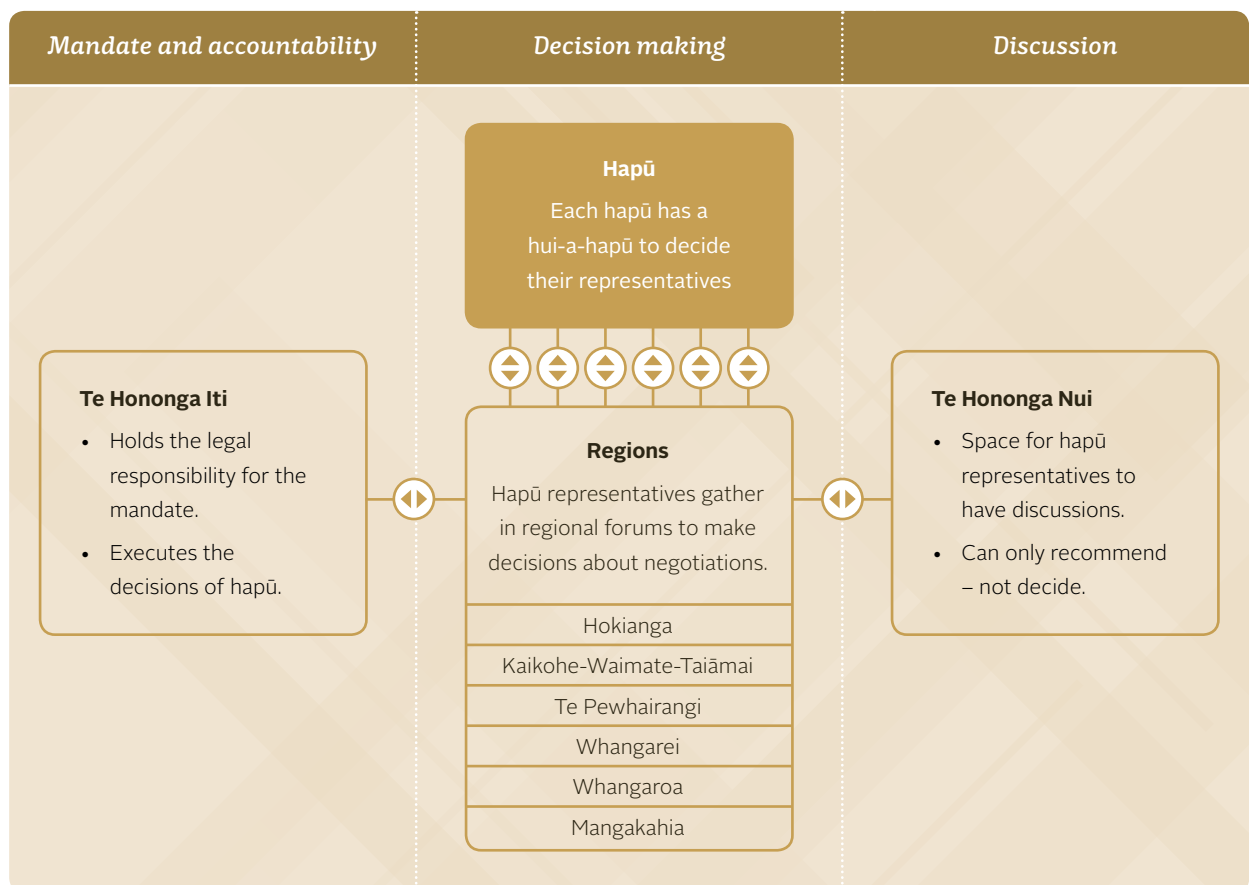 Mandate and accountability
Decision making
Discussion
Hapū
Each hapū has a
hui-a-hapū to decide
their representatives
Te Hononga Iti
• Holds the legal
responsibility for the
mandate.
• Executes the
decisions of hapū.
Regions
Hapū representatives gather
in regional forums to make
decisions about negotiations.
Hokianga
Kaikohe-Waimate-Taiāmai
Te Pewhairangi
Whangarei
Whangaroa
Mangakahia
Te Hononga Nui
• Space for hapū
representatives to
have discussions.
• Can only recommend
– not decide.